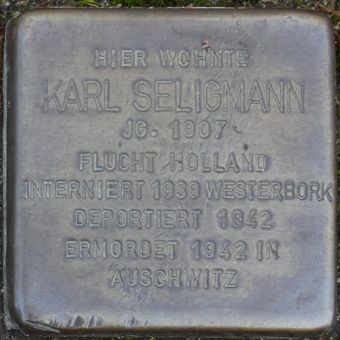 HIER WOHNTE
KARL SELIGMANN
JG. 1907
FLUCHT HOLLAND
INTERNIERT 1939 WESTERBORK
DEPORTIERT 1942
ERMORDET 1942 IN
AUSCHWITZ